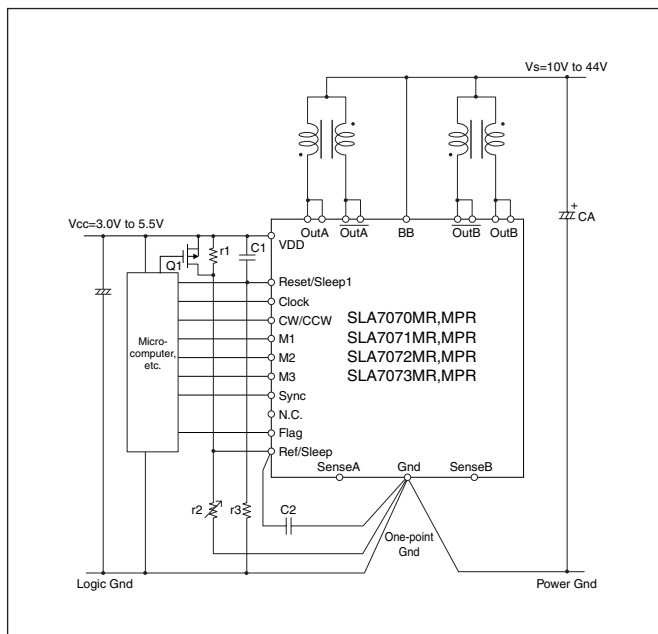 Vs=10V to 44V
Vcc=3.0V to 5.5V
OutA
OutA
BB
OutB
OutB
CA
+
VDD
r1
C1
Q1
Reset/Sleep1
Clock
CW/CCW
M1
M2
M3
Sync
N.C.
Flag
Ref/Sleep
SLA7070MR,MPR
SLA7071MR,MPR
SLA7072MR,MPR
SLA7073MR,MPR
Micro-
computer,
etc.
SenseA
Gnd
SenseB
r2
r3
C2
One-point
Gnd
Logic Gnd
Power Gnd